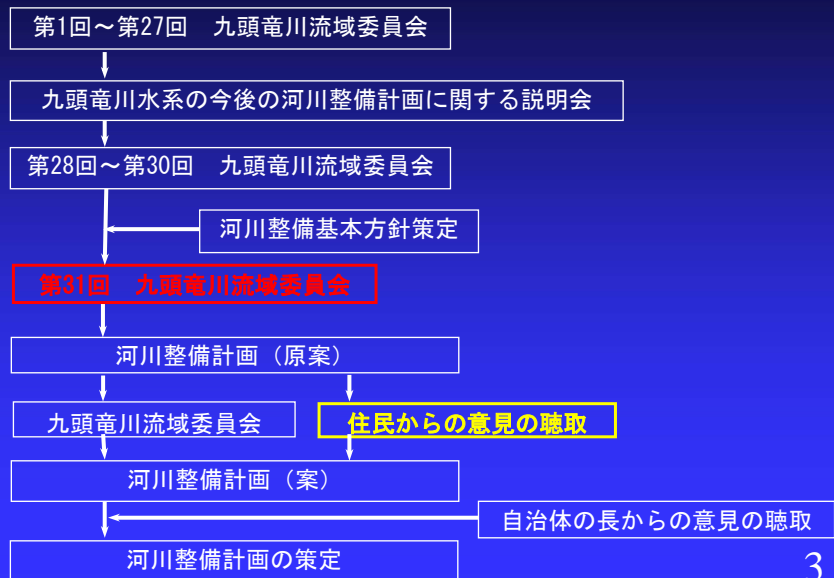 第1回～第27回　九頭竜川流域委員会
九頭竜川水系の今後の河川整備計画に関する説明会
第28回～第30回　九頭竜川流域委員会
河川整備基本方針策定
第31回　九頭竜川流域委員会
河川整備計画（原案）
九頭竜川流域委員会
住民からの意見の聴取
河川整備計画（案）
自治体の長からの意見の聴取
河川整備計画の策定
3